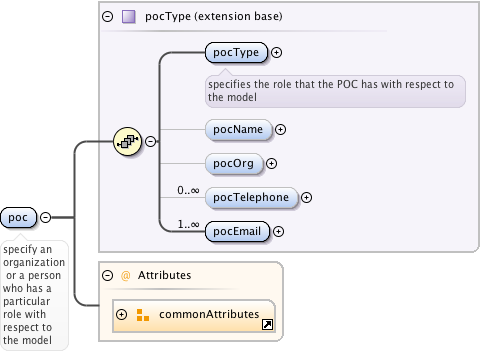 pocType (extension base)
pocType
specifies the role that the POC has with respect to
the model
pocName
pocOrg
0..∞
pocTelephone
1..∞
pocEmail
poc
specify an
organization
or a person
who has a
particular
role with
respect to
the model
@ Attributes
commonAttributes